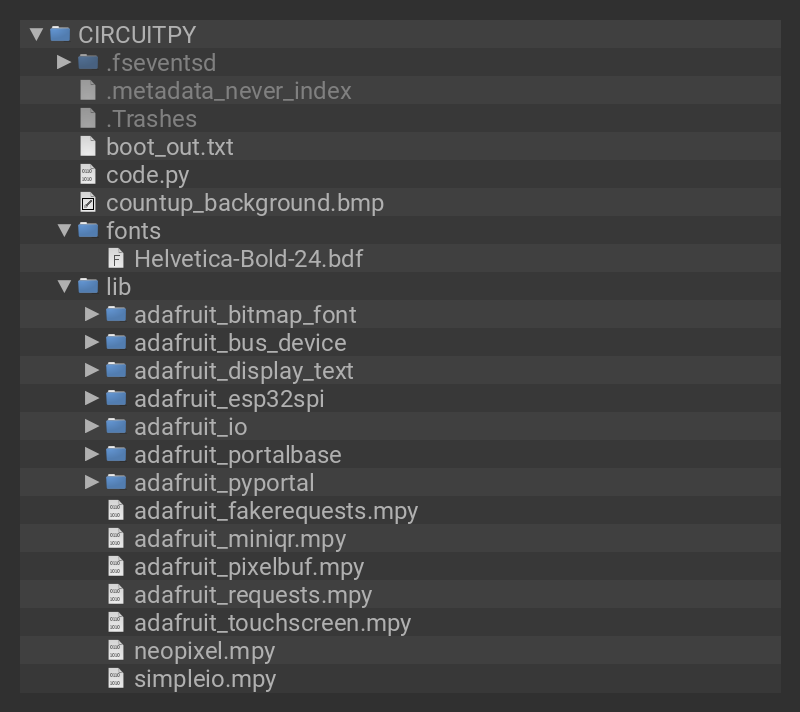 CIRCUITPY
.fseventsd
.metadata_never_index
.Trashes
boot_out.txt
code.py
countup_background.bmp
fonts
Helvetica-Bold-24.bdf
lib
adafruit_bitmap_font
adafruit_bus_device
adafruit_display_text
adafruit_esp32spi
adafruit_io
adafruit_portalbase
adafruit_pyportal
adafruit_fakerequests.mpy
adafruit_miniqr.mpy
adafruit_pixelbuf.mpy
adafruit_requests.mpy
adafruit_touchscreen.mpy
neopixel.mpy
simpleio.mpy